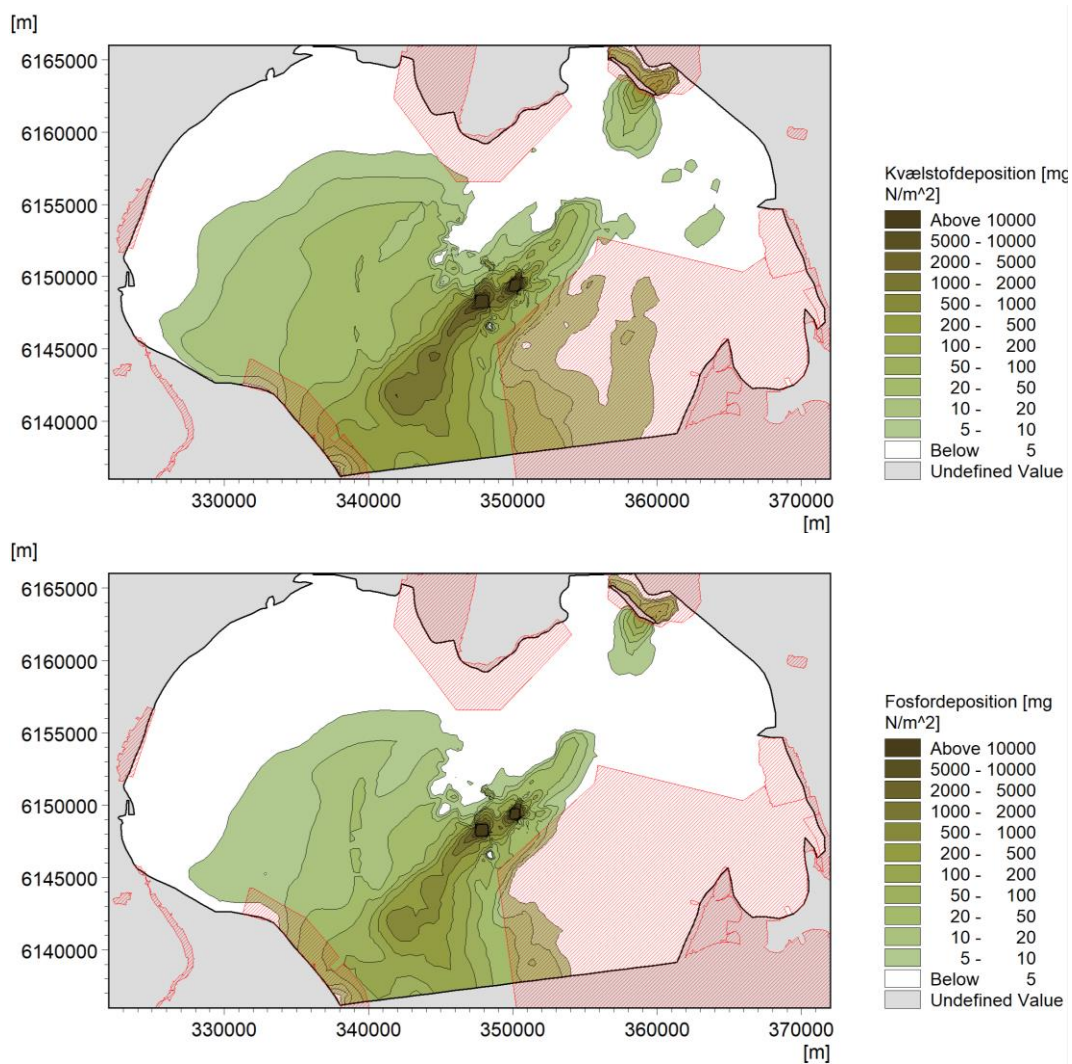 [m]
6165000
6160000
6155000
6150000
6145000
6140000
330000 340000 350000 360000 370000
[m]
Kvælstofdeposition [mg
N/m^2]
Above 10000
5000 - 10000
2000 - 5000
1000 - 2000
500 - 1000
200 - 500
100 - 200
50 - 100
20 - 50
10 - 20
5 - 10
Below 5
Undefined Value
[m]
6165000
6160000
6155000
6150000
6145000
6140000
330000 340000 350000 360000 370000
[m]
Fosfordeposition [mg
N/m^2]
Above 10000
5000 - 10000
2000 - 5000
1000 - 2000
500 - 1000
200 - 500
100 - 200
50 - 100
20 - 50
10 - 20
5 - 10
Below 5
Undefined Value